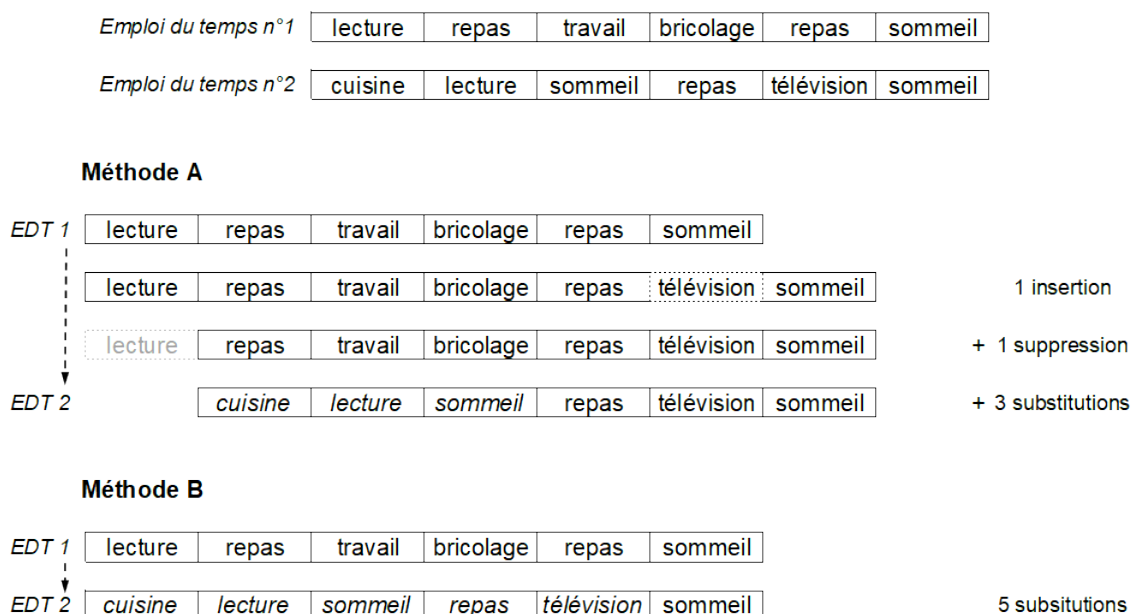 Emploi du temps n°1 lecture repas travail bricolage repas sommeil
Emploi du temps n°2 cuisine lecture sommeil repas télévision sommeil
Méthode A
EDT 1 lecture repas travail bricolage repas sommeil
lecture repas travail bricolage repas télévision sommeil 1 insertion
lecture repas travail bricolage repas télévision sommeil + 1 suppression
EDT 2 cuisine lecture sommeil repas télévision sommeil + 3 substitutions
Méthode B
EDT 1 lecture repas travail bricolage repas sommeil
EDT 2 cuisine lecture sommeil repas télévision sommeil 5 subsitutions